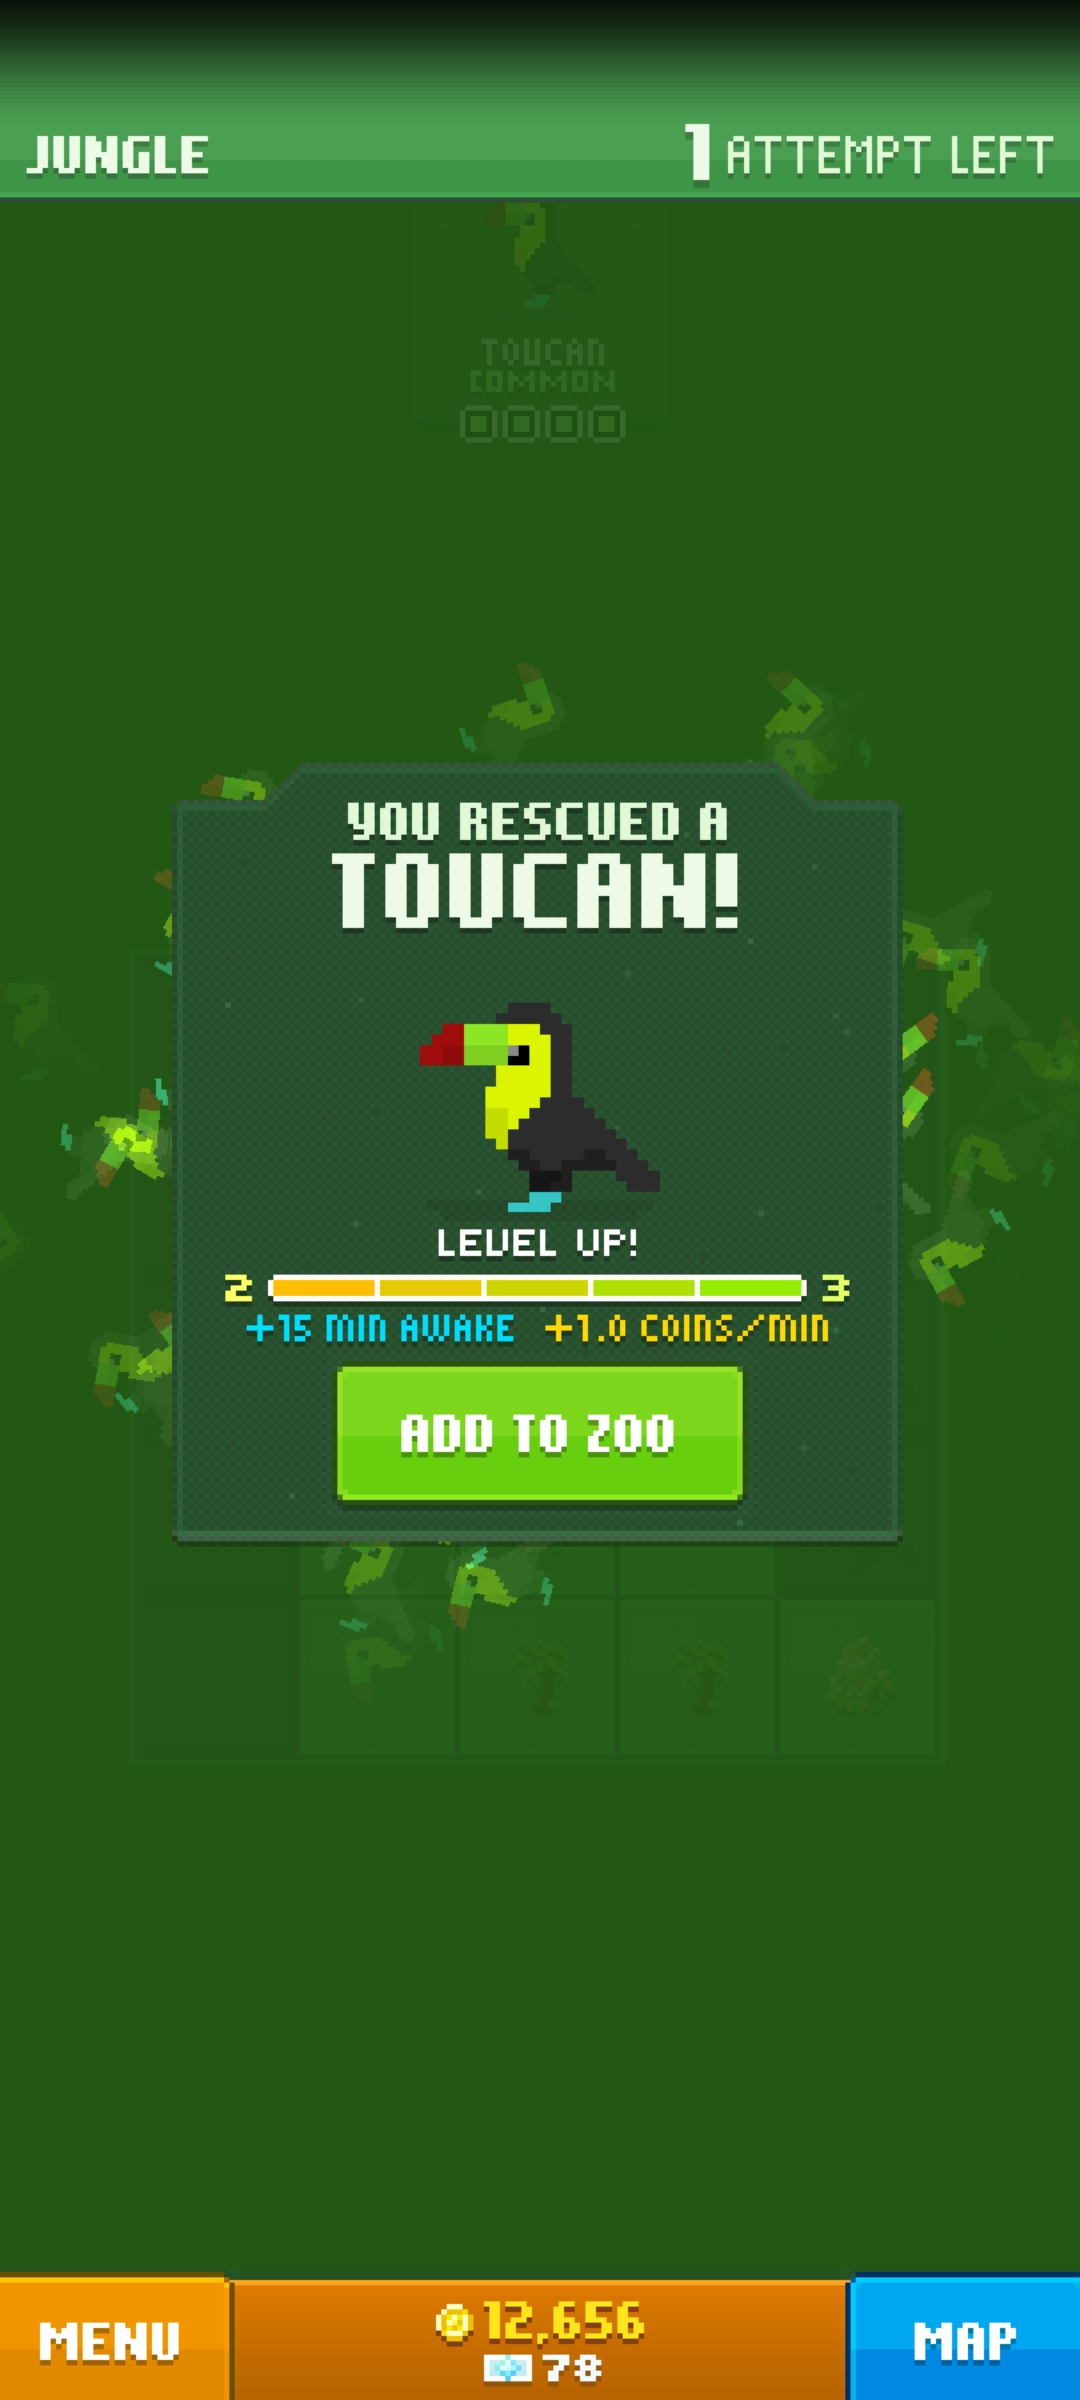 JUNGLE
1 ATTEMPT LEFT
TOUCAN
COMMON
YOU RESCUED A
TOUCAN!
LEVEL UP!
2 3
+15 MIN AWAKE +1.0 COINS/MIN
ADD TO ZOO
MENU
12,656
78
MAP